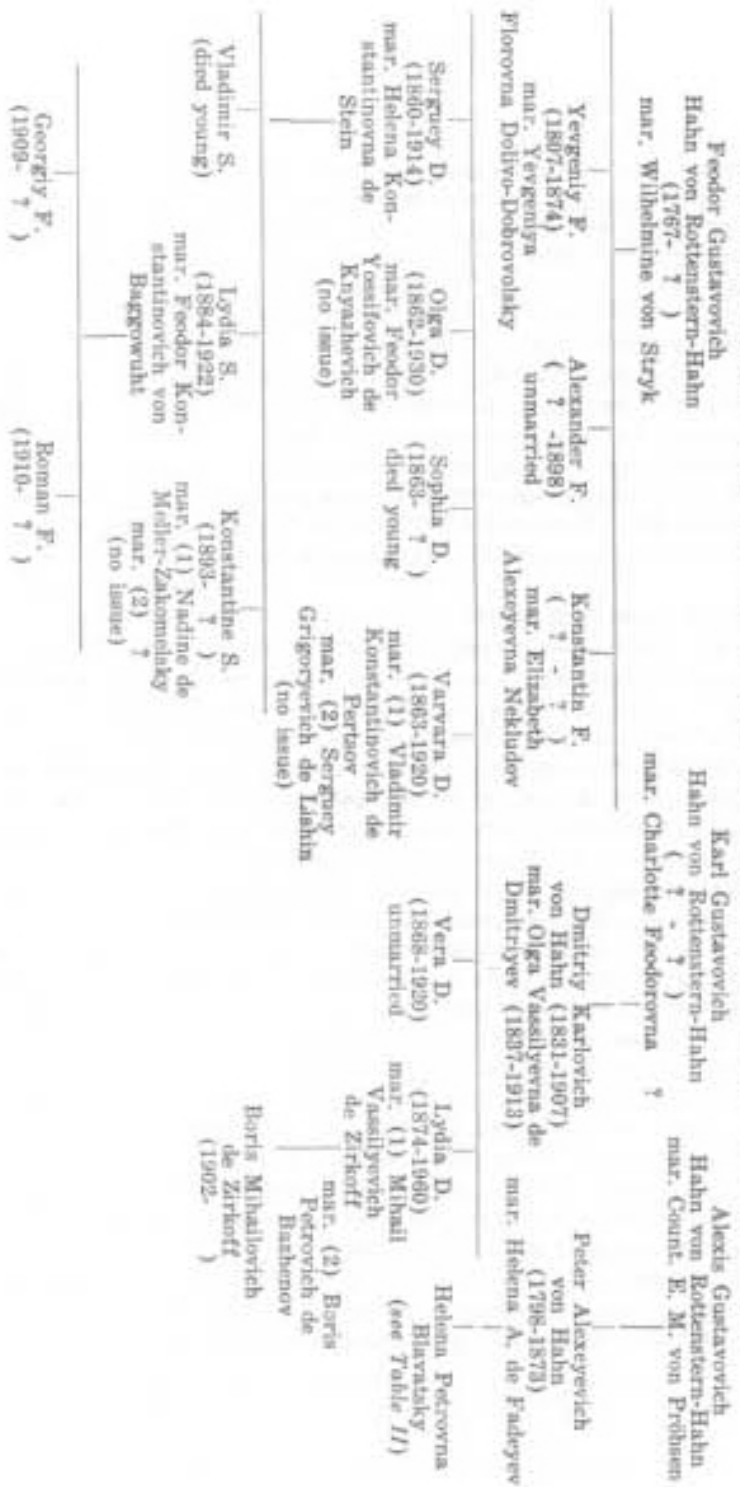 Feodor Gustavovich
Hahn von Rottenstern-Hahn
(1767- ? )
mar. Wilhelmine von Stryk
Karl Gustavovich
Hahn von Rottenstern-Hahn
( ? - ? )
mar. Charlotte Feodorovna ?
Alexis Gustavovich
Hahn von Rottenstern-Hahn
mar. Count. E. M. von Pröhsen
Yevgeniy F.
(1807-1874)
mar. Yevgeniya
Florovna Dolivo-Dobrovolsky
Alexander F.
( ? -1898)
unmarried
Konstantin F.
( ? - ? )
mar. Elizabeth
Alexeyevna Nekludov
Dmitriy Karlovich
von Hahn (1831-1907)
mar. Olga Vassilyevna de
Dmitriyev (1837-1913)
Peter Alexeyevich
von Hahn
(1798-1873)
mar. Helena A. de Fadeyev
Serguey D.
(1860-1914)
mar. Helena Kon-
stantinovna de
Stein
Olga D.
(1862-1930)
mar. Feodor
Yossifovich de
Knyazhevich
(no issue)
Sophia D.
(1863- ? )
died young
Varvara D.
(1863-1920)
mar. (1) Vladimir
Konstantinovich de
Pertzov
mar. (2) Serguey
Grigoryevich de Lishin
(no issue)
Vera D.
(1868-1920)
unmarried
Lydia D.
(1874-1960)
mar. (1) Mihail
Vassilyevich
de Zirkoff
mar. (2) Boris
Petrovich de
Bazhenov
Helena Petrovna
Blavatsky
(see Table II)
Vladimir S.
(died young)
Lydia S.
(1884-1922)
mar. Feodor Kon-
stantinovich von
Baggowuht
Konstantine S.
(1893- ? )
mar. (1) Nadine de
Meller-Zakomelsky
mar. (2) ?
(no issue)
Boris Mihailovich
de Zirkoff
(1902- )
Georgiy F.
(1909- ? )
Roman F.
(1910- ? )